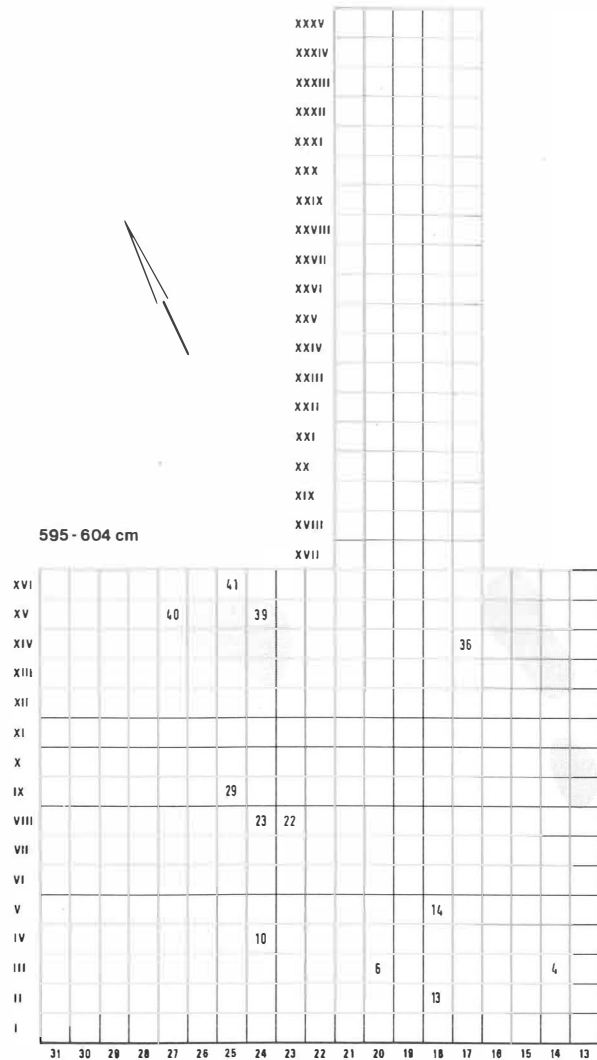 XXXV
XXXIV
XXXIII
XXXII
XXXI
XXX
XXIX
XXVIII
XXVII
XXVI
XXV
XXIV
XXIII
XXII
XXI
XX
XIX
XVIII
595-604 cm
XVII
XVI 41
XV 40 39
XIV 36
XIII
XII
XI
X
IX 29
VIII 23 22
VII
VI
V 14
IV 10
III 6 4
II 13
I
31 30 29 28 27 26 25 24 23 22 21 20 19 18 17 16 15 14 13